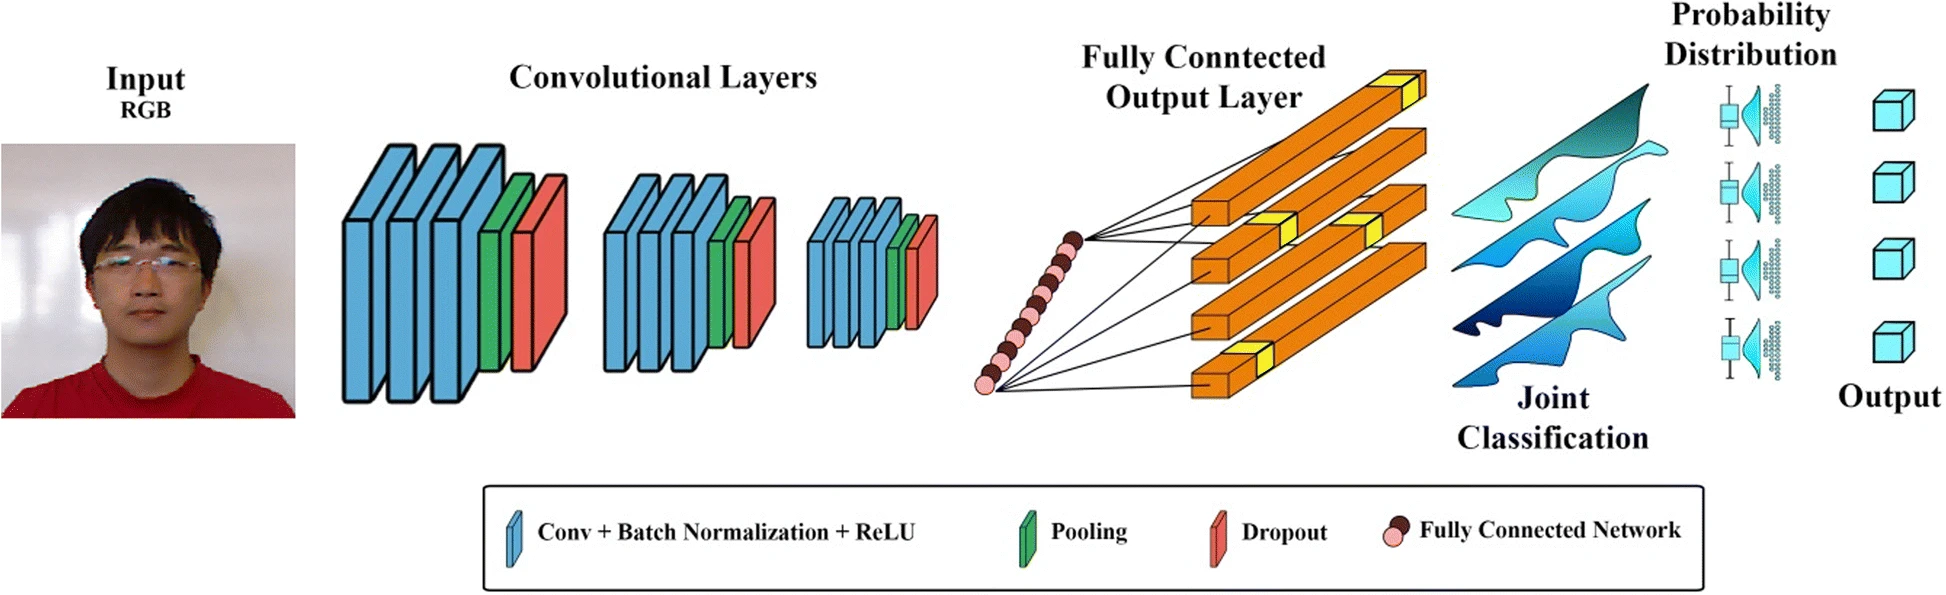 Input
RGB
Convolutional Layers
Fully Conntected
Output Layer
Joint
Classification
Probability
Distribution
Output
Conv + Batch Normalization + ReLU
Pooling
Dropout
Fully Connected Network